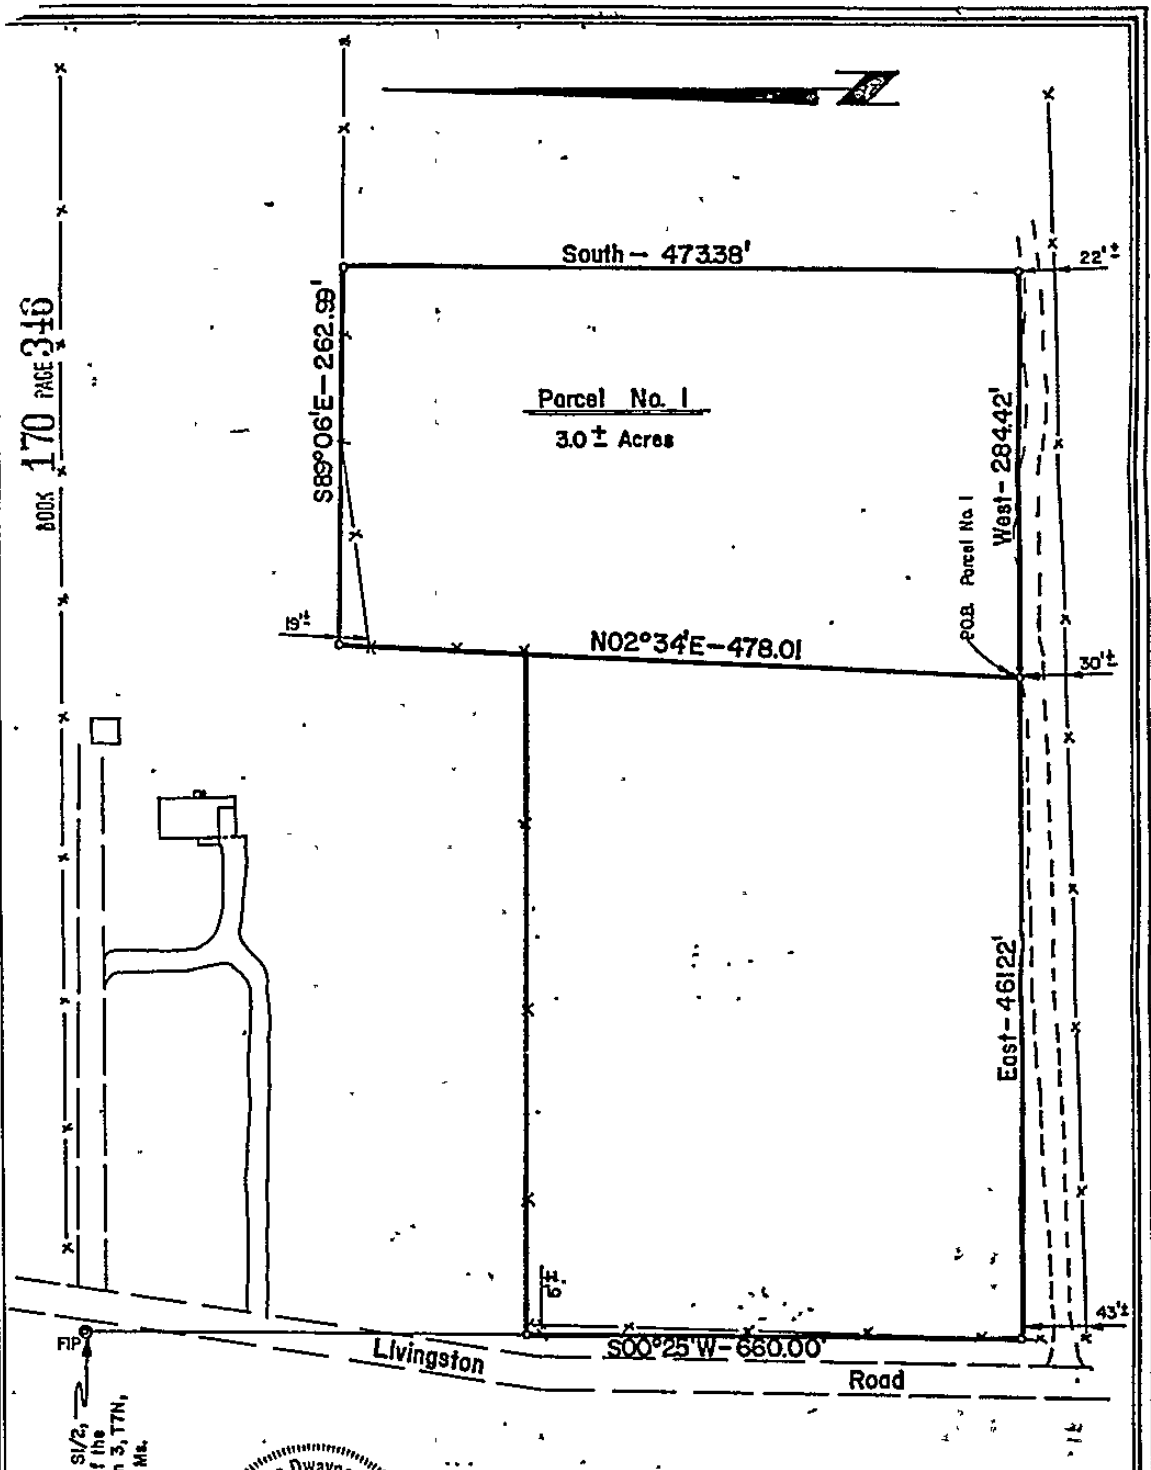 South - 473.38'
22'±
BOOK 170 PAGE 346
S89°06'E-262.99'
Parcel No. 1
3.0 ± Acres
West-284.42'
P.O.B. Parcel No. 1
19'±
N02°34'E-478.01
30'±
East-461.22'
5'±
43'±
FIP
S00°25'W-660.00'
Livingston
Road
S1/2,
f the
n 3, T7N,
Ms.
Dwayne